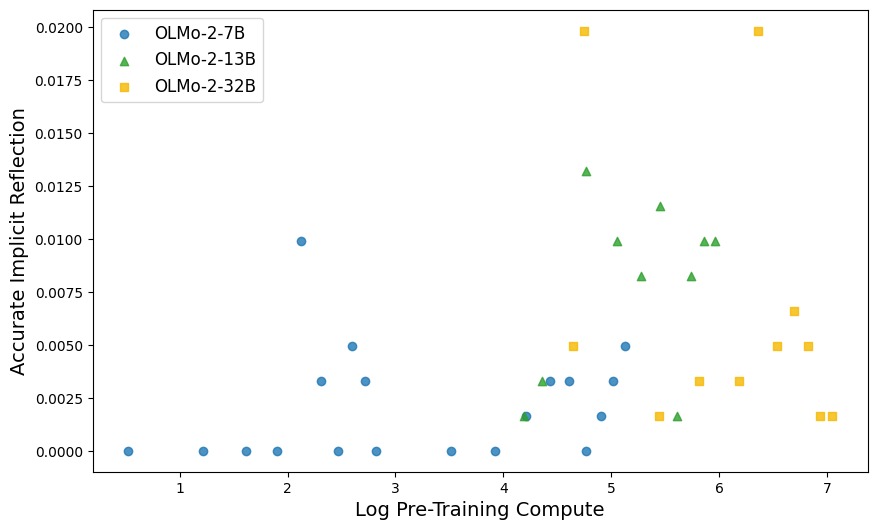 OLMo-2-7B
OLMo-2-13B
OLMo-2-32B
Accurate Implicit Reflection
0.0200
0.0175
0.0150
0.0125
0.0100
0.0075
0.0050
0.0025
0.0000
1 2 3 4 5 6 7
Log Pre-Training Compute